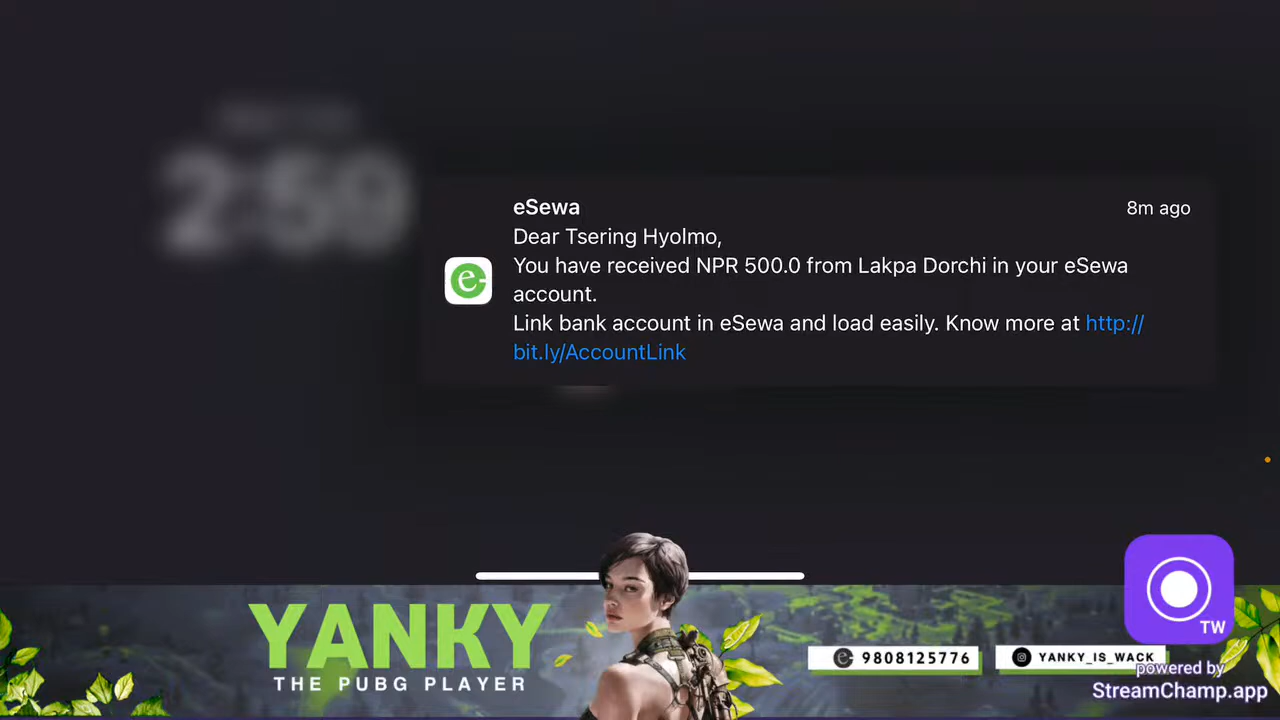 2:59
eSewa
8m ago
Dear Tsering Hyolmo,
You have received NPR 500.0 from Lakpa Dorchi in your eSewa
account.
Link bank account in eSewa and load easily. Know more at http://
bit.ly/AccountLink
YANKY
THE PUBG PLAYER
9808125776
YANKY_IS_WACK
TW
powered by
StreamChamp.app